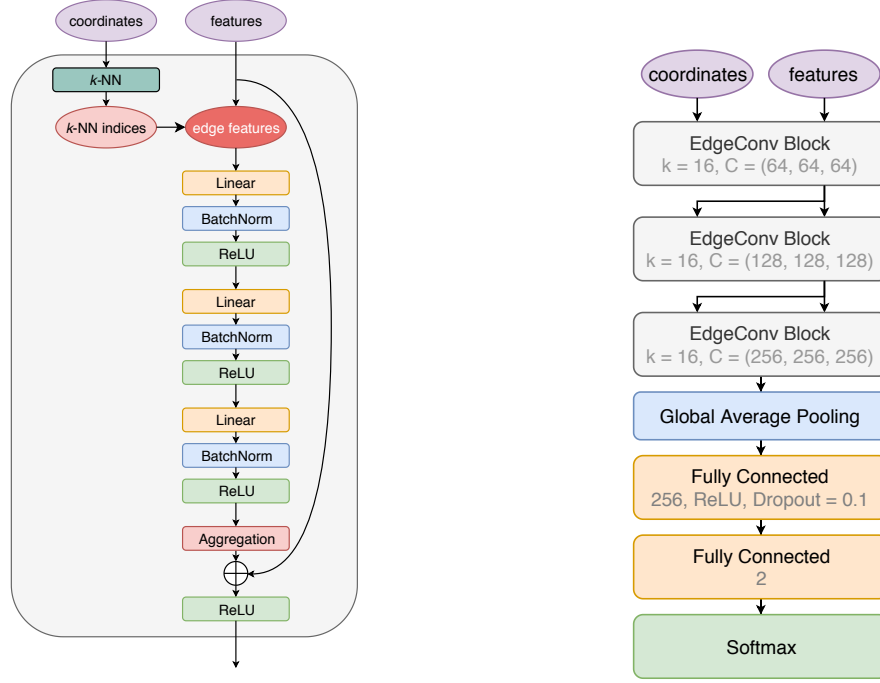 coordinates
features
k-NN
k-NN indices
edge features
Linear
BatchNorm
ReLU
Linear
BatchNorm
ReLU
Linear
BatchNorm
ReLU
Aggregation
ReLU
coordinates
features
EdgeConv Block
k = 16, C = (64, 64, 64)
EdgeConv Block
k = 16, C = (128, 128, 128)
EdgeConv Block
k = 16, C = (256, 256, 256)
Global Average Pooling
Fully Connected
256, ReLU, Dropout = 0.1
Fully Connected
2
Softmax